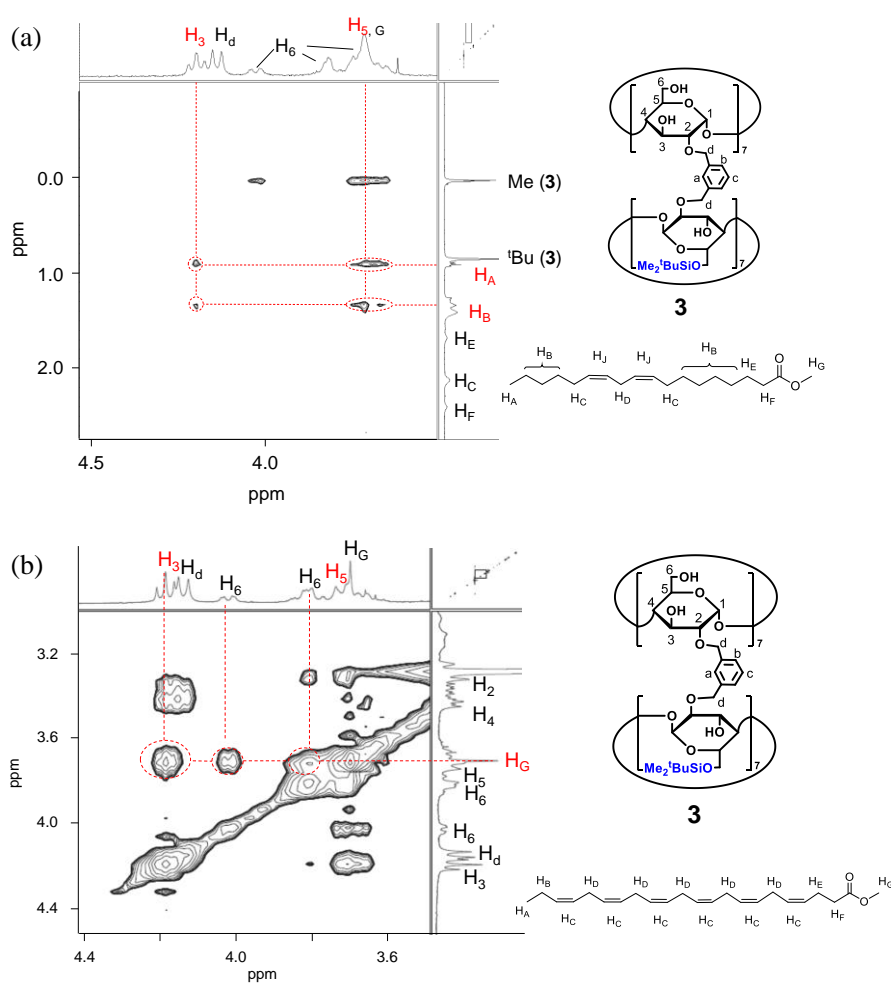 (a)
H3 Hd H6 H5, G
0.0
1.0
2.0
ppm
4.5 4.0
ppm
Me (3)
tBu (3)
HA
HB
HE
HC
HF
6 OH
5
4 OH 1
3 2 O
O 7
d
b
a c
d
O
O
HO
O
Me2tBuSiO 7
3
HB HJ HJ HB HE O HG
O
HA HC HD HC HF
(b)
H3 Hd H6 H6 H5 HG
3.2
3.6
4.0
4.4
ppm
4.4 4.0 3.6
ppm
H2
H4
HG
H5
H6
H6
Hd
H3
6 OH
5
4 OH 1
3 2 O
O 7
d
b
a c
d
O
O
HO
O
Me2tBuSiO 7
3
HB HD HD HD HD HD HE O HG
O
HA HC HC HC HC HC HC HF